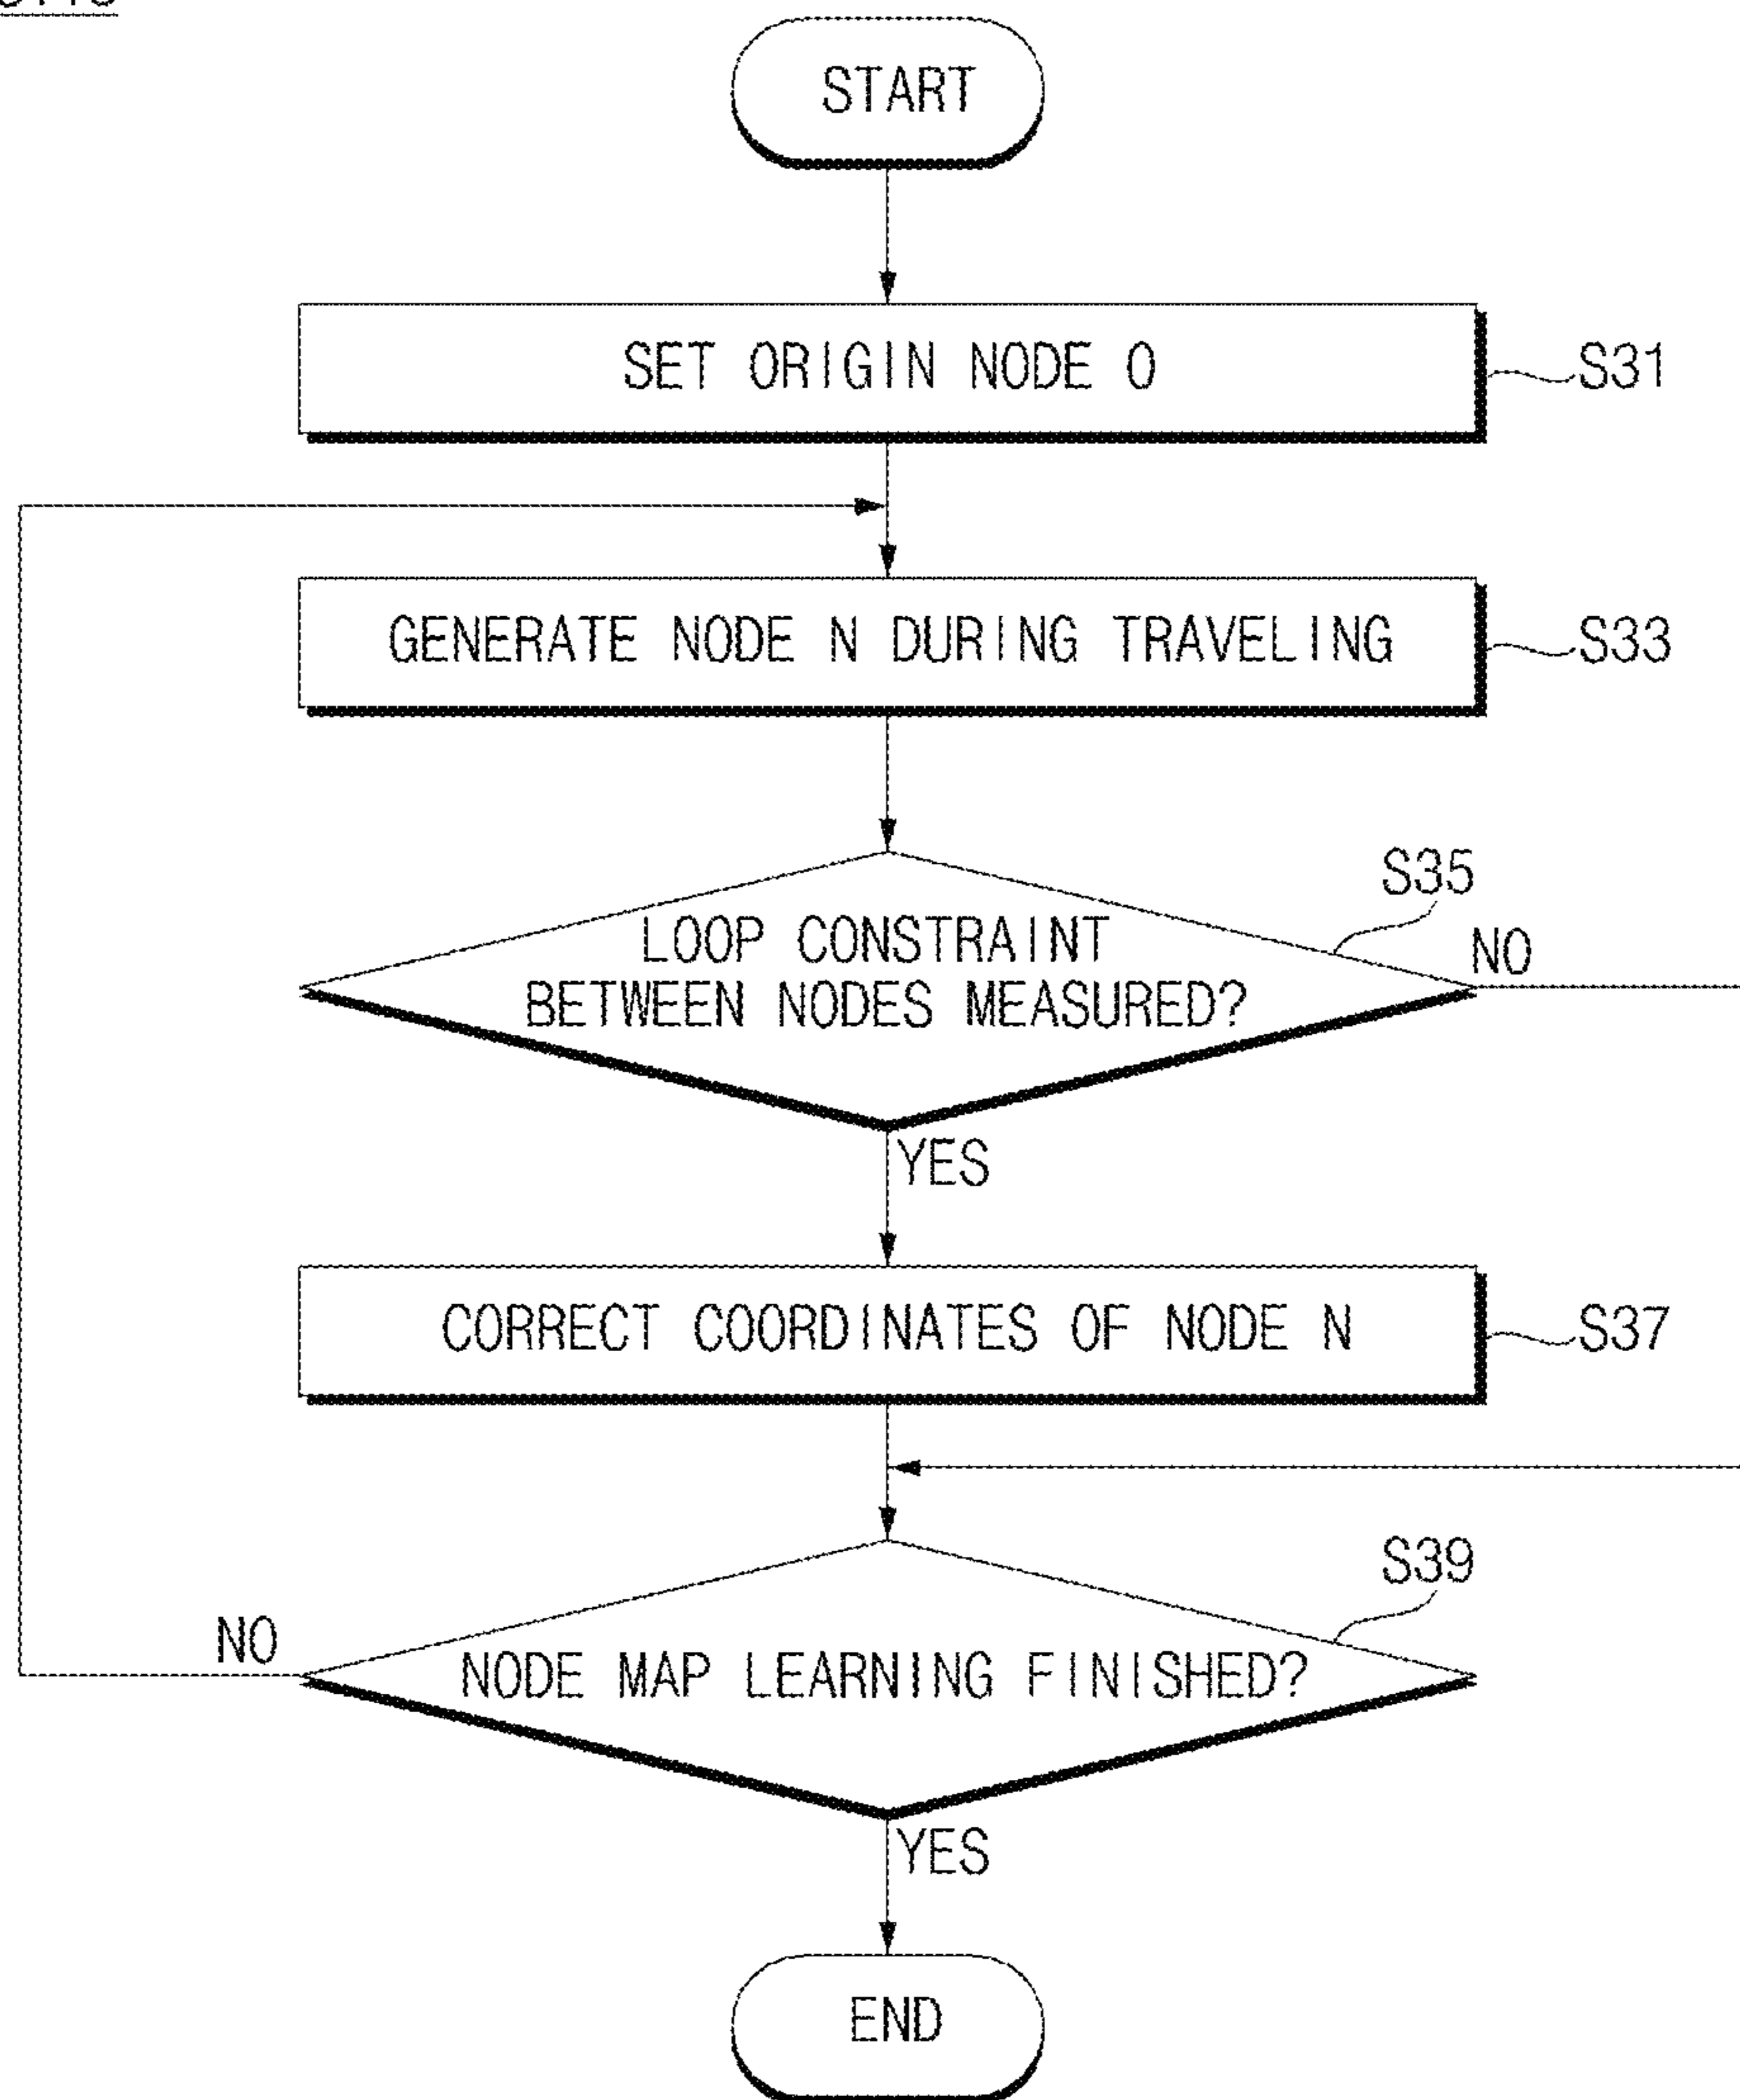 START
SET ORIGIN NODE O
S31
GENERATE NODE N DURING TRAVELING
S33
S35
LOOP CONSTRAINT
BETWEEN NODES MEASURED?
NO
YES
CORRECT COORDINATES OF NODE N
S37
S39
NO
NODE MAP LEARNING FINISHED?
YES
END